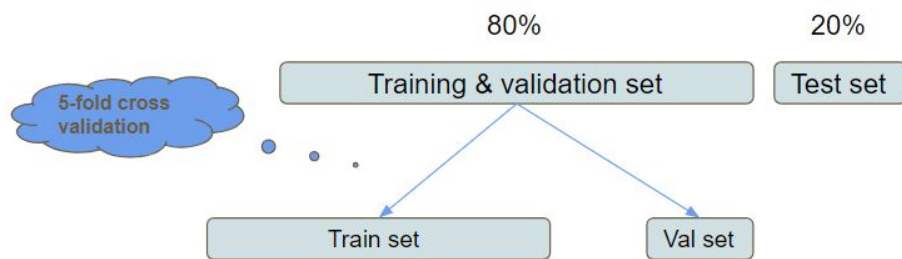 80% 20%
Training & validation set Test set
5-fold cross
validation
Train set Val set